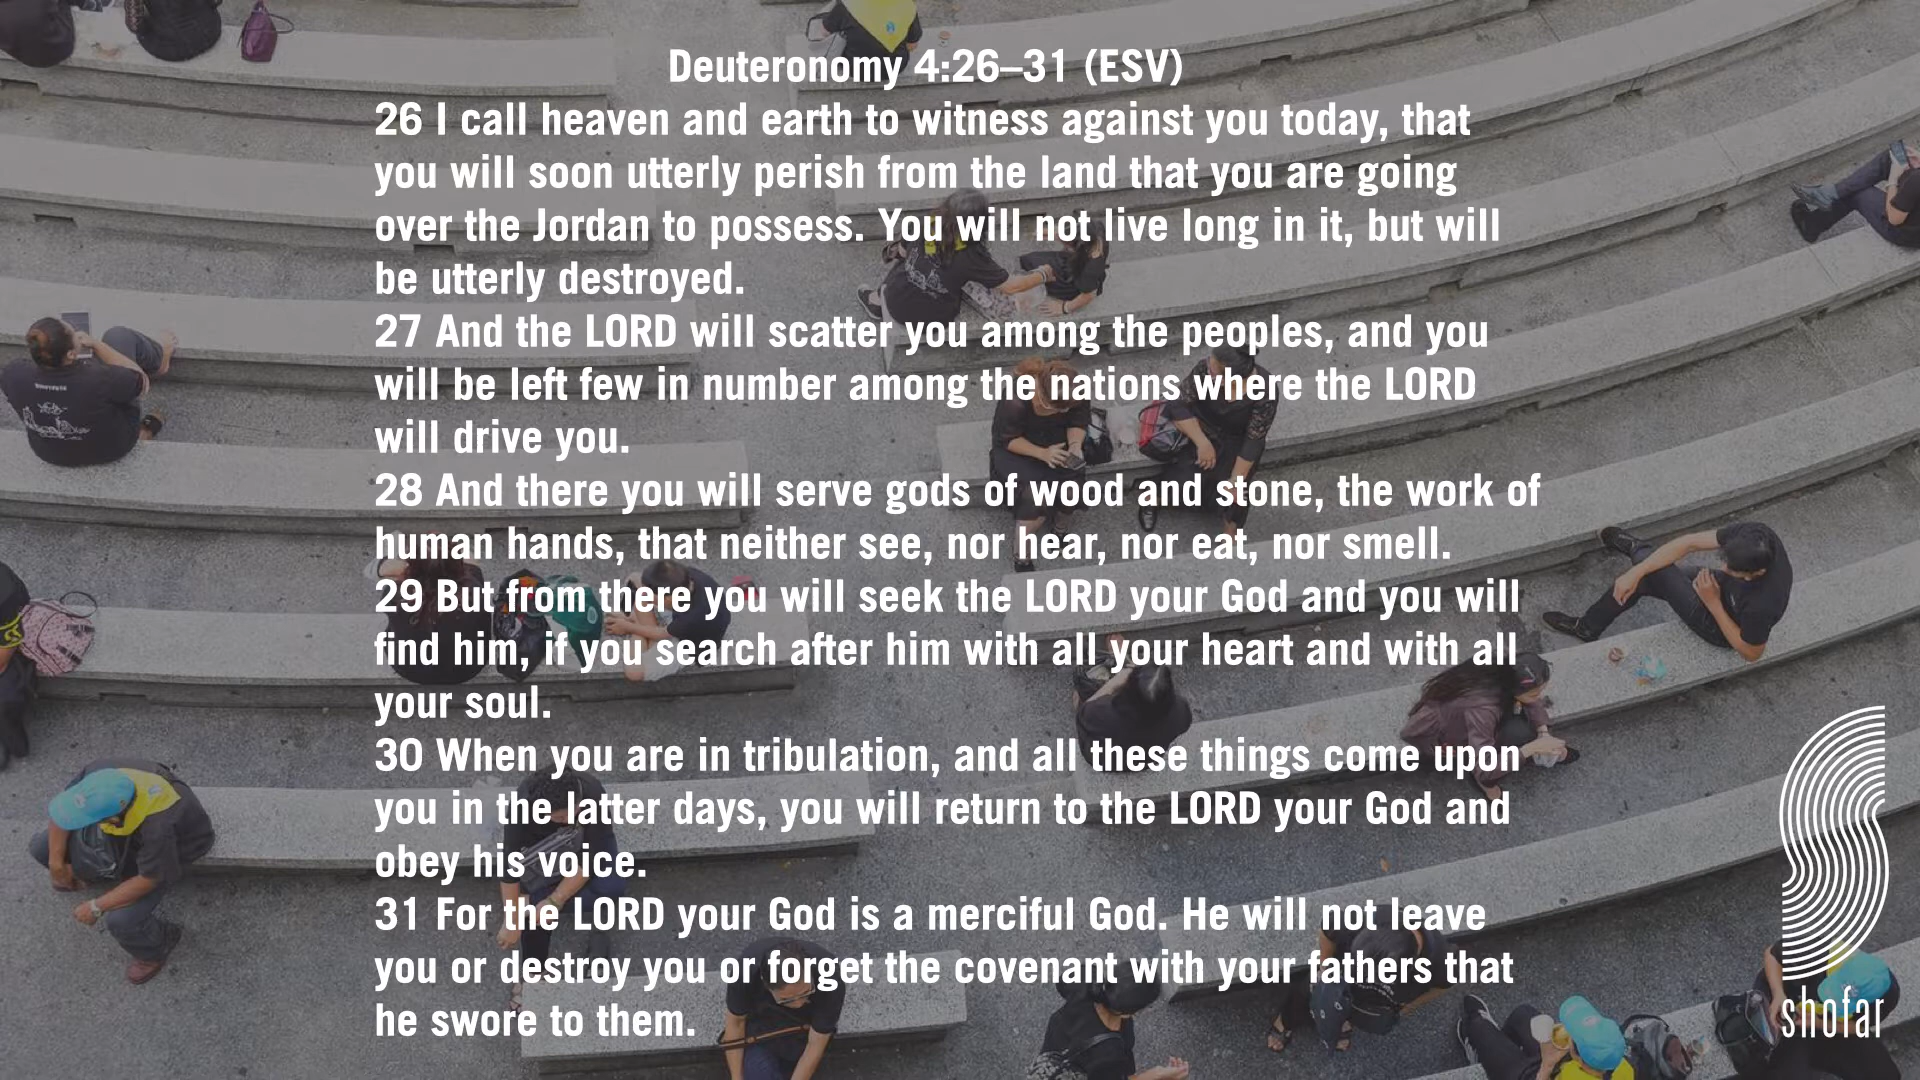 Deuteronomy 4:26–31 (ESV)
26 I call heaven and earth to witness against you today, that
you will soon utterly perish from the land that you are going
over the Jordan to possess. You will not live long in it, but will
be utterly destroyed.
27 And the LORD will scatter you among the peoples, and you
will be left few in number among the nations where the LORD
will drive you.
28 And there you will serve gods of wood and stone, the work of
human hands, that neither see, nor hear, nor eat, nor smell.
29 But from there you will seek the LORD your God and you will
find him, if you search after him with all your heart and with all
your soul.
30 When you are in tribulation, and all these things come upon
you in the latter days, you will return to the LORD your God and
obey his voice.
31 For the LORD your God is a merciful God. He will not leave
you or destroy you or forget the covenant with your fathers that
he swore to them.
shofar